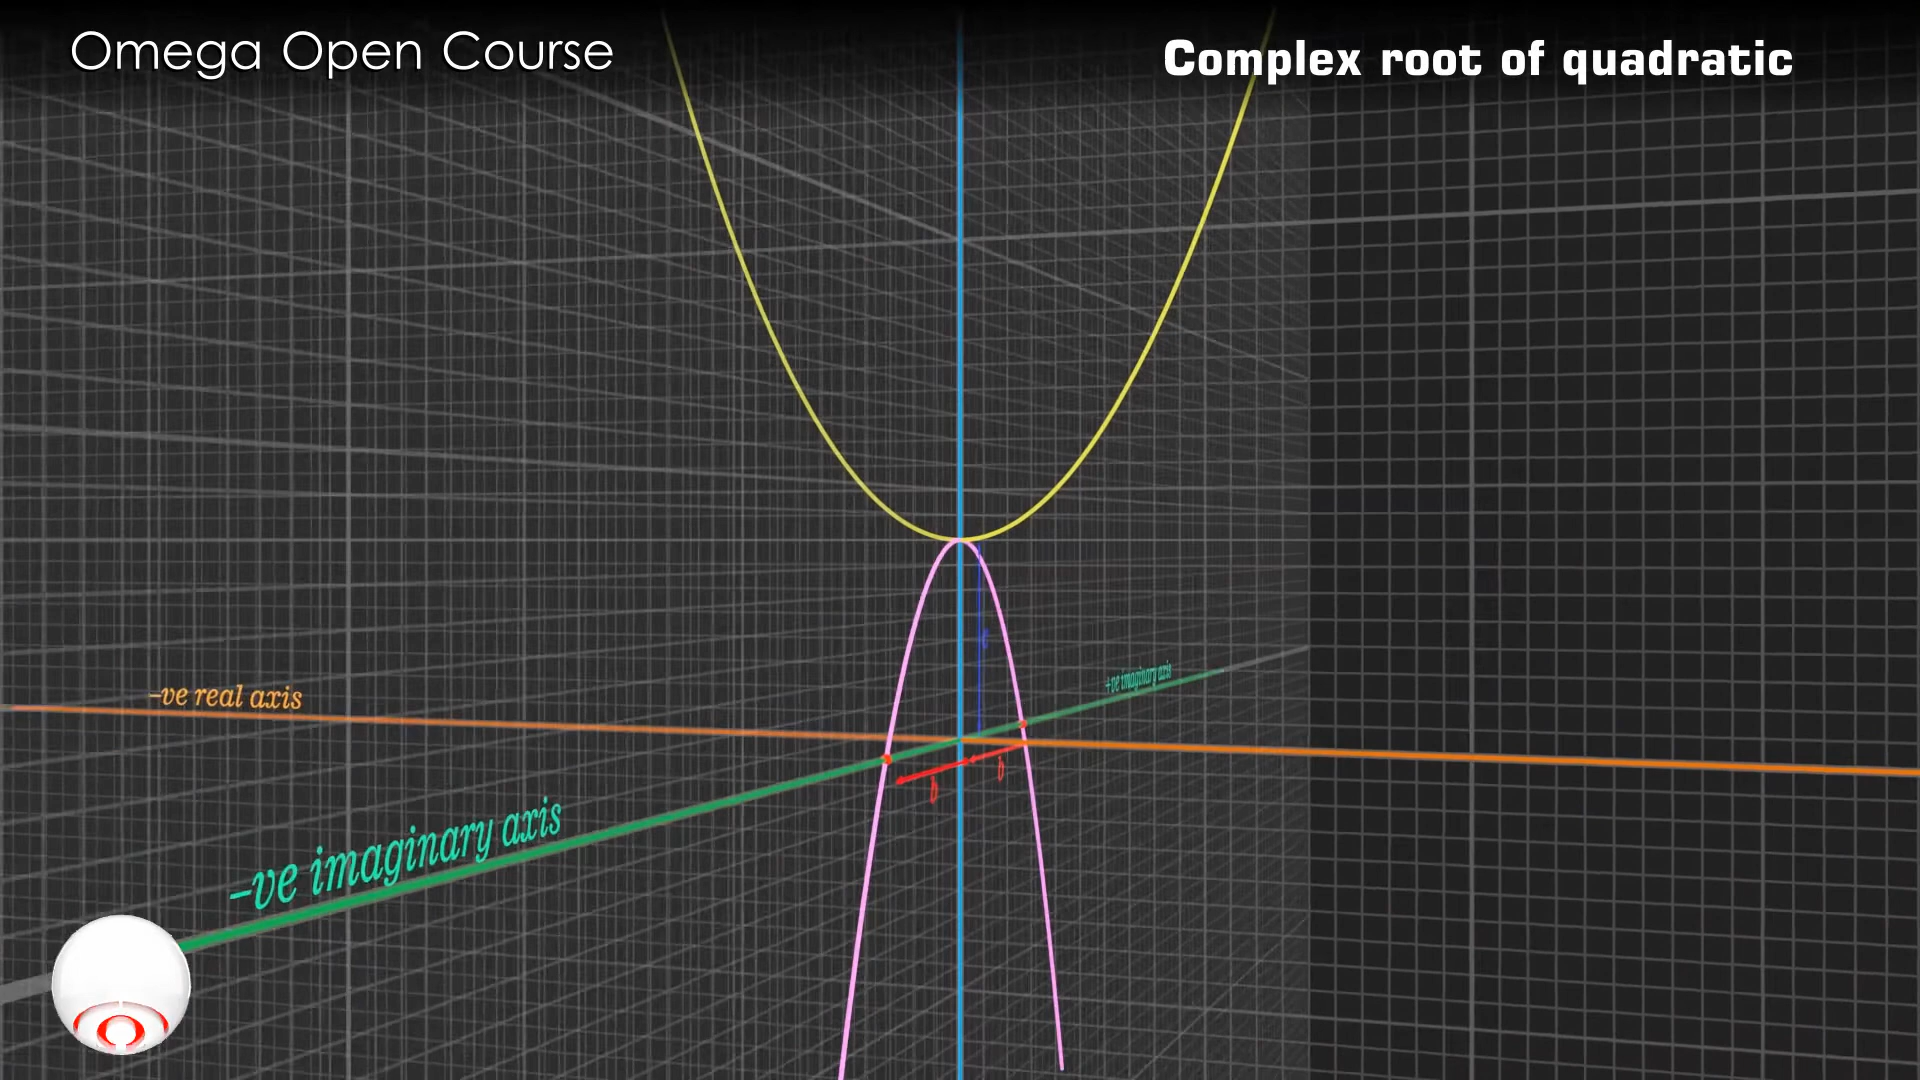 Omega Open Course
Complex root of quadratic
+ve imaginary axis
−ve real axis
b
b
−ve imaginary axis